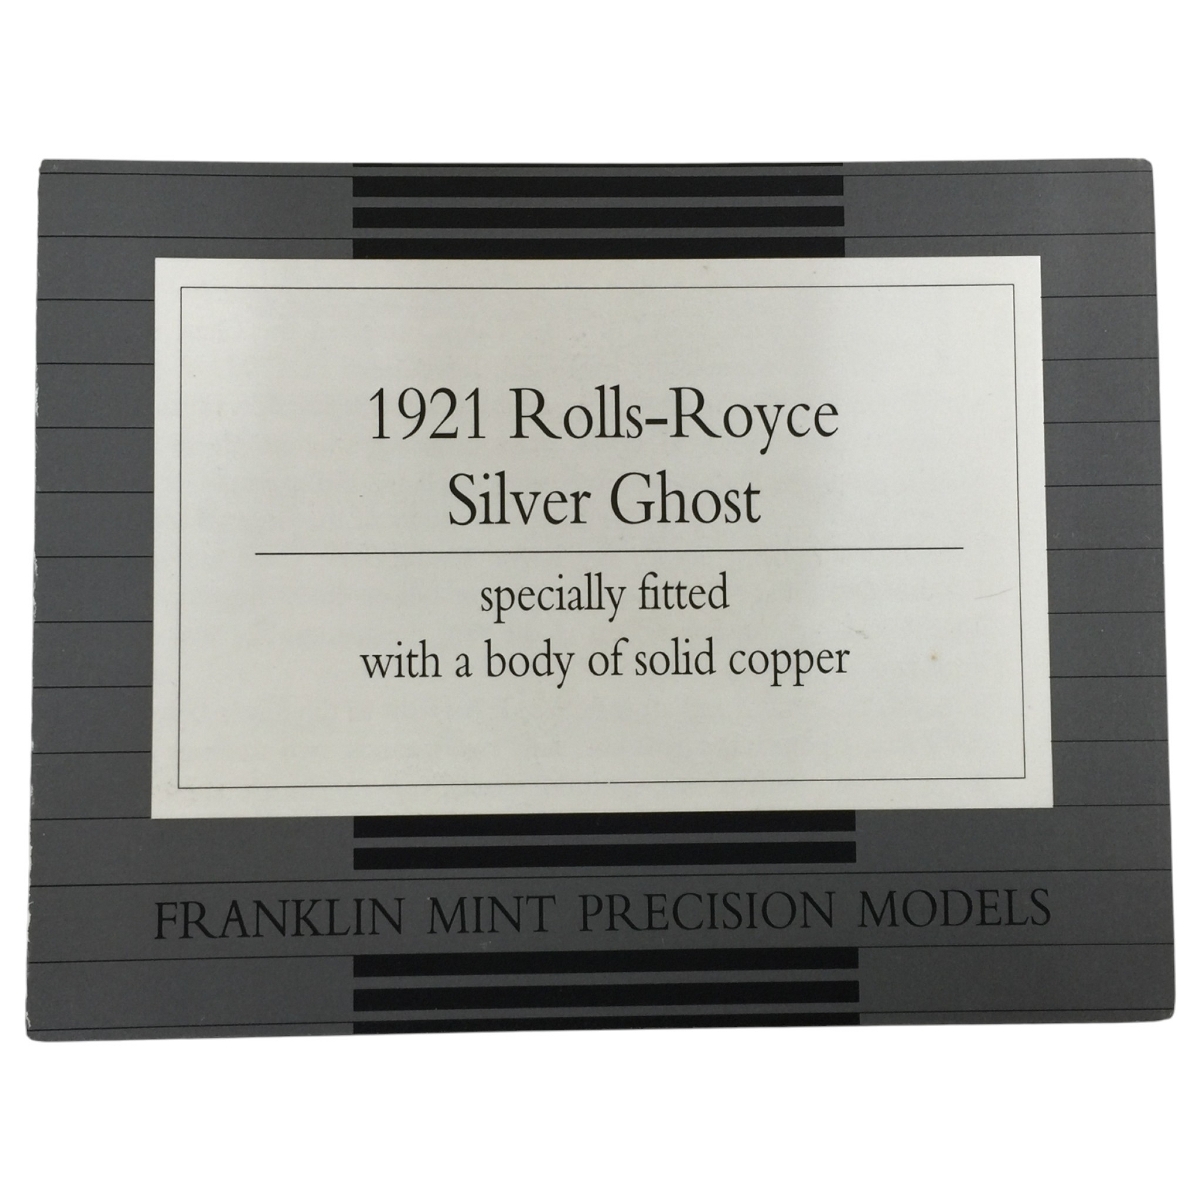 1921 Rolls-Royce
Silver Ghost
specially fitted
with a body of solid copper
FRANKLIN MINT PRECISION MODELS